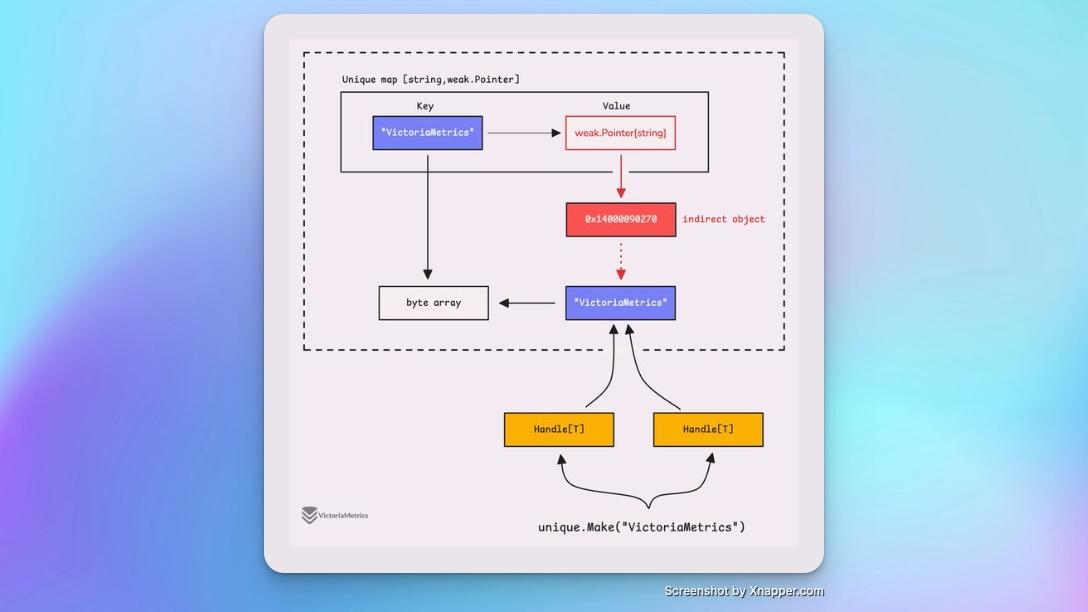 Unique map [string,weak.Pointer]
Key
Value
"VictoriaMetrics"
weak.Pointer[string]
0x14000090270
indirect object
byte array
"VictoriaMetrics"
Handle[T]
Handle[T]
VictoriaMetrics
unique.Make("VictoriaMetrics")
Screenshot by Xnapper.com